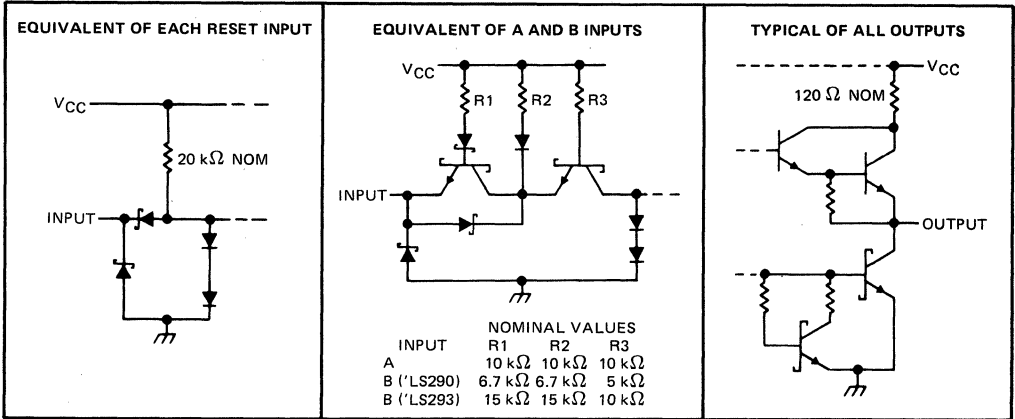 EQUIVALENT OF EACH RESET INPUT
VCC
20 kΩ NOM
INPUT
EQUIVALENT OF A AND B INPUTS
VCC
R1 R2 R3
INPUT
NOMINAL VALUES
INPUT R1 R2 R3
A 10 kΩ 10 kΩ 10 kΩ
B ('LS290) 6.7 kΩ 6.7 kΩ 5 kΩ
B ('LS293) 15 kΩ 15 kΩ 10 kΩ
TYPICAL OF ALL OUTPUTS
VCC
120 Ω NOM
OUTPUT